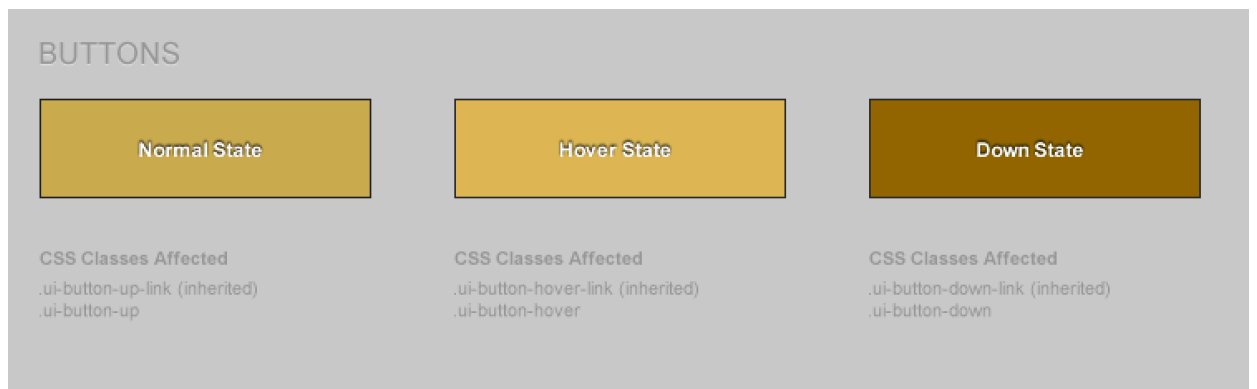 BUTTONS
Normal State
Hover State
Down State
CSS Classes Affected
.ui-button-up-link (inherited)
.ui-button-up
CSS Classes Affected
.ui-button-hover-link (inherited)
.ui-button-hover
CSS Classes Affected
.ui-button-down-link (inherited)
.ui-button-down